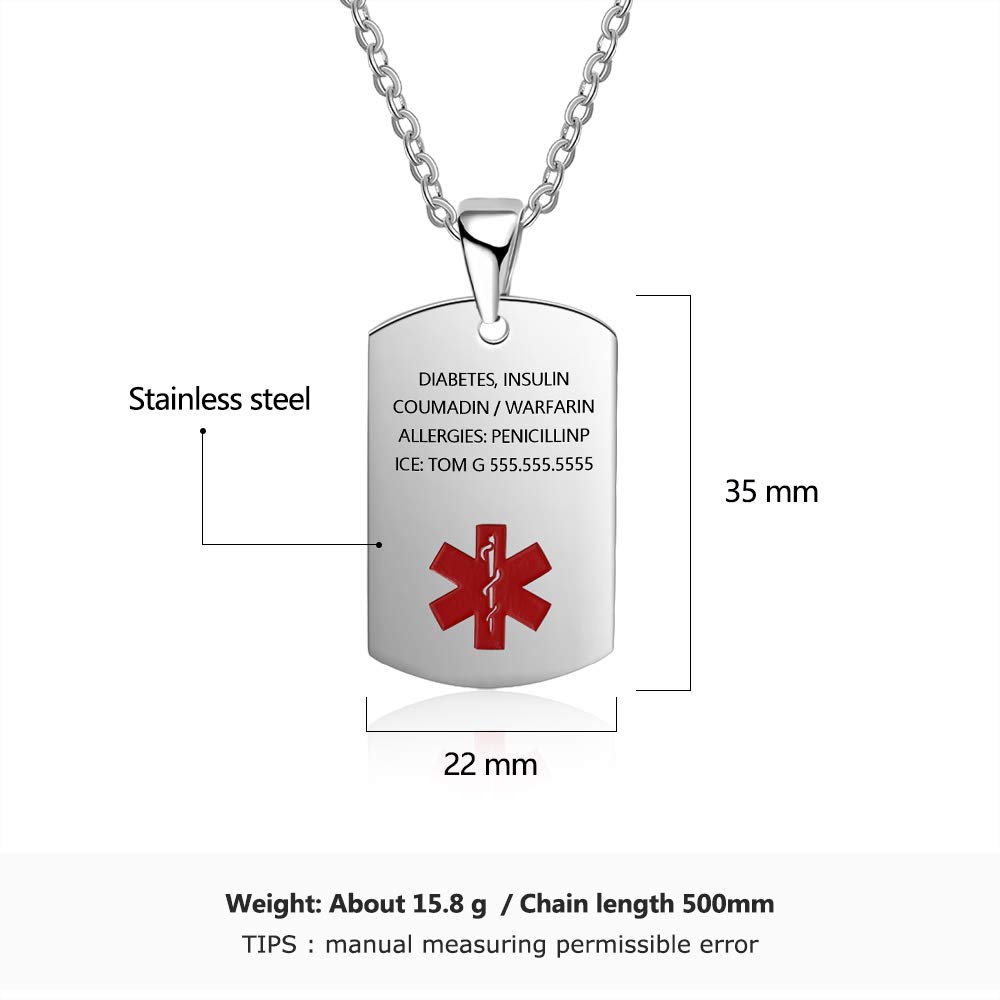 DIABETES, INSULIN
COUMADIN / WARFARIN
ALLERGIES: PENICILLINP
ICE: TOM G 555.555.5555
Stainless steel
35 mm
22 mm
Weight: About 15.8 g / Chain length 500mm
TIPS : manual measuring permissible error